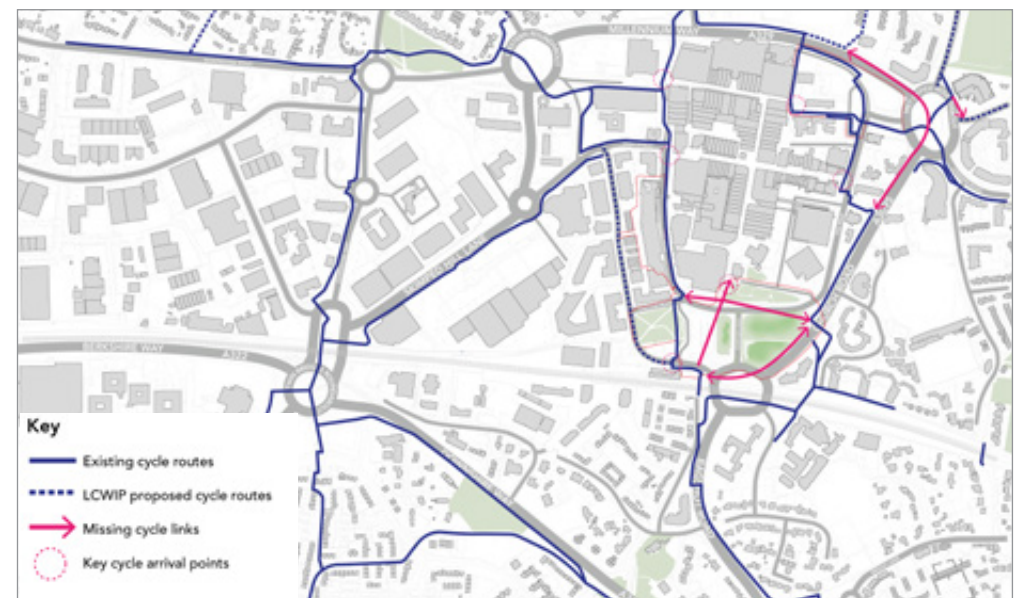 MILLENNIUM WAY
A329
BERKSHIRE WAY
A322
Key
Existing cycle routes
LCWIP proposed cycle routes
Missing cycle links
Key cycle arrival points